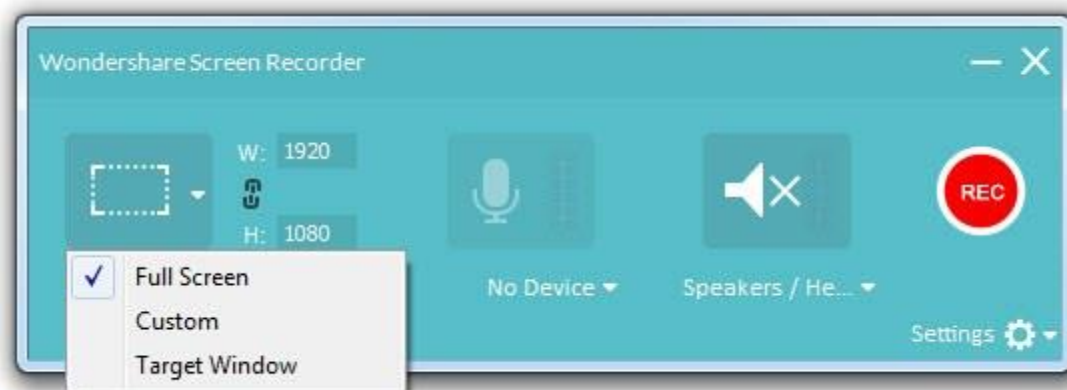 Wondershare Screen Recorder
W: 1920
H: 1080
REC
Full Screen
Custom
Target Window
No Device
Speakers / He...
Settings